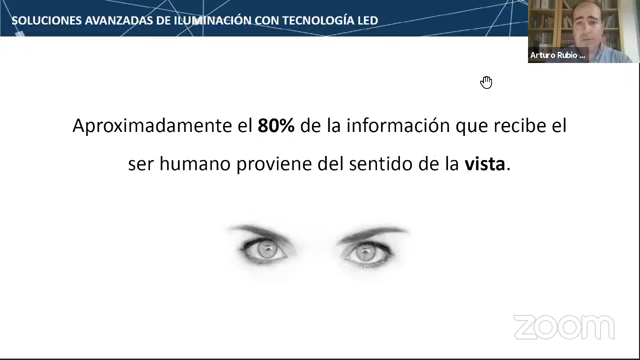 SOLUCIONES AVANZADAS DE ILUMINACIÓN CON TECNOLOGÍA LED
Arturo Rubio ...
Aproximadamente el 80% de la información que recibe el
ser humano proviene del sentido de la vista.
zoom